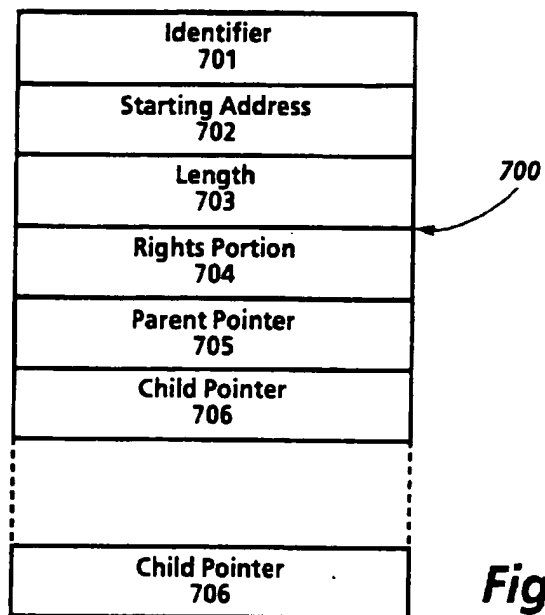 Identifier
701
Starting Address
702
Length
703
700
Rights Portion
704
Parent Pointer
705
Child Pointer
706
Child Pointer
706
Fig